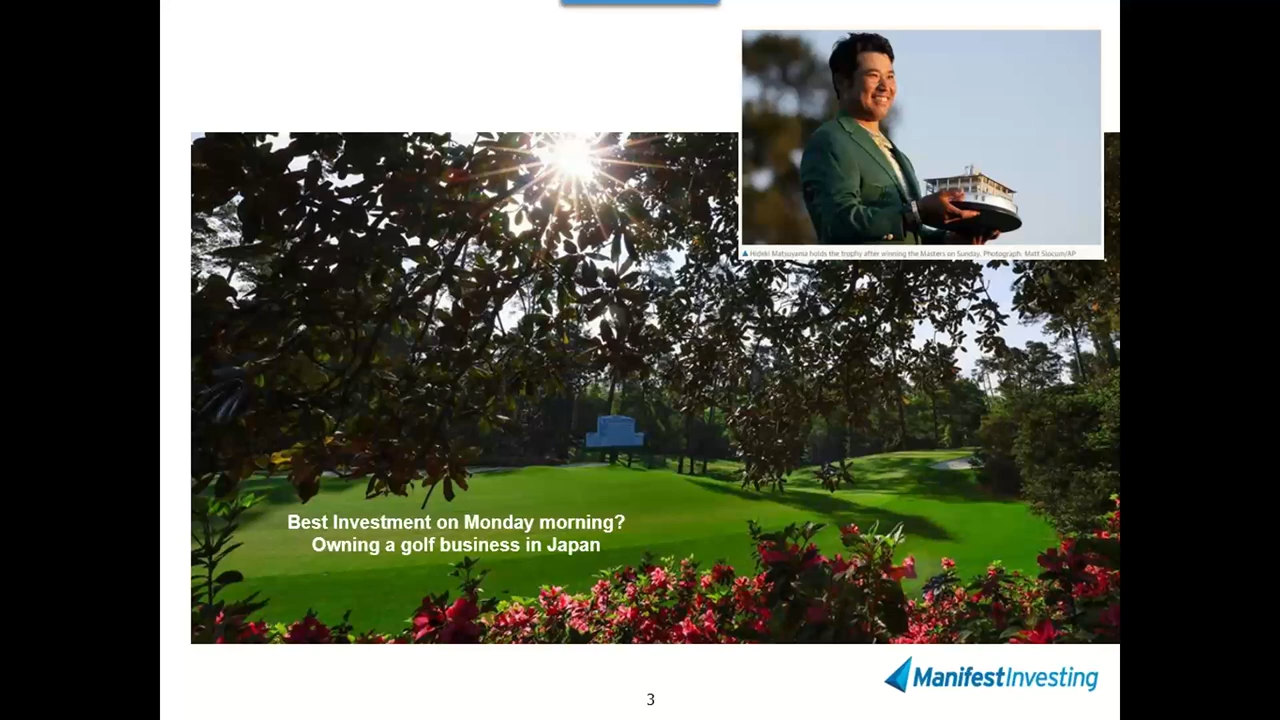 Hideki Matsuyama holds the trophy after winning the Masters on Sunday. Photograph: Matt Slocum/AP
Best Investment on Monday morning?
Owning a golf business in Japan
ManifestInvesting
3